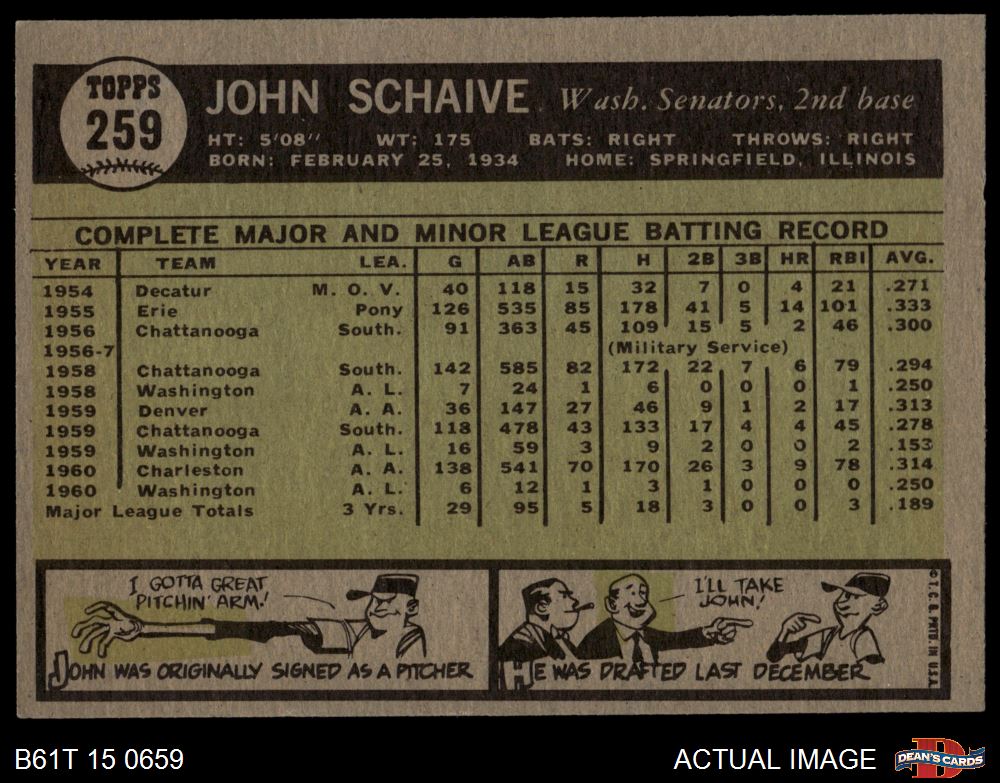 TOPPS
259
JOHN SCHAIVE Wash. Senators, 2nd base
HT: 5'08" WT: 175 BATS: RIGHT THROWS: RIGHT
BORN: FEBRUARY 25, 1934 HOME: SPRINGFIELD, ILLINOIS
COMPLETE MAJOR AND MINOR LEAGUE BATTING RECORD
YEAR TEAM LEA. G AB R H 2B 3B HR RBI AVG.
1954 Decatur M. O. V. 40 118 15 32 7 0 4 21 .271
1955 Erie Pony 126 535 85 178 41 5 14 101 .333
1956 Chattanooga South. 91 363 45 109 15 5 2 46 .300
1956-7 (Military Service)
1958 Chattanooga South. 142 585 82 172 22 7 6 79 .294
1958 Washington A. L. 7 24 1 6 0 0 0 1 .250
1959 Denver A. A. 36 147 27 46 9 1 2 17 .313
1959 Chattanooga South. 118 478 43 133 17 4 4 45 .278
1959 Washington A. L. 16 59 3 9 2 0 0 2 .153
1960 Charleston A. A. 138 541 70 170 26 3 9 78 .314
1960 Washington A. L. 6 12 1 3 1 0 0 0 .250
Major League Totals 3 Yrs. 29 95 5 18 3 0 0 3 .189
I GOTTA GREAT
PITCHIN' ARM!
JOHN WAS ORIGINALLY SIGNED AS A PITCHER
I'LL TAKE
JOHN!
HE WAS DRAFTED LAST DECEMBER
© T. C. G. PRTD. IN U.S.A.
B61T 15 0659
ACTUAL IMAGE
D
DEAN'S CARDS